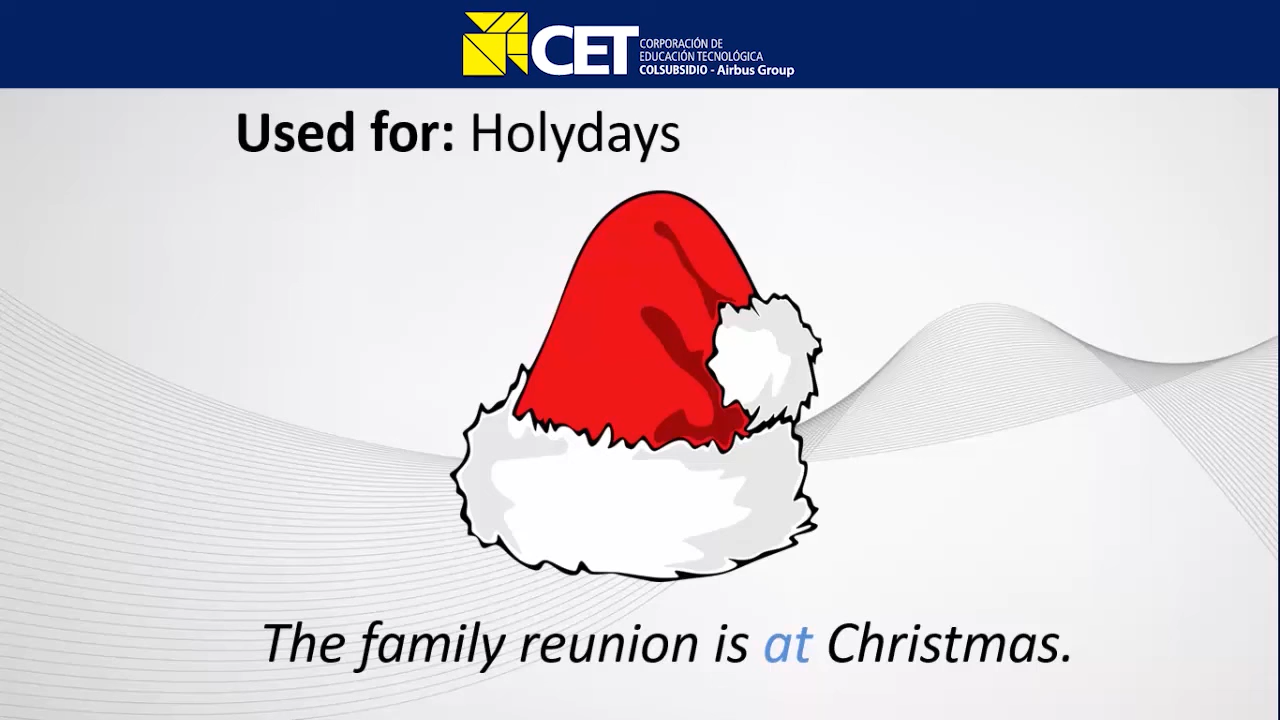 CET
CORPORACIÓN DE
EDUCACIÓN TECNOLÓGICA
COLSUBSIDIO - Airbus Group
Used for: Holydays
The family reunion is at Christmas.